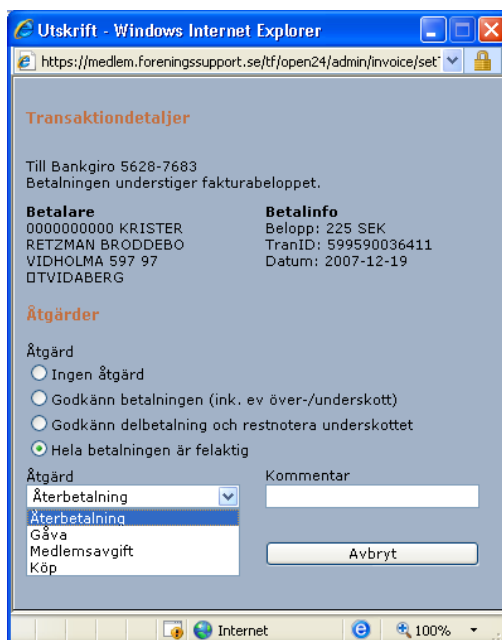 Utskrift - Windows Internet Explorer
https://medlem.foreningssupport.se/tf/open24/admin/invoice/set
Transaktiondetaljer
Till Bankgiro 5628-7683
Betalningen understiger fakturabeloppet.
Betalare
0000000000 KRISTER
RETZMAN BRODDEBO
VIDHOLMA 597 97
□TVIDABERG
Betalinfo
Belopp: 225 SEK
TranID: 599590036411
Datum: 2007-12-19
Åtgärder
Åtgärd
Ingen åtgärd
Godkänn betalningen (ink. ev över-/underskott)
Godkänn delbetalning och restnotera underskottet
Hela betalningen är felaktig
Åtgärd
Kommentar
Återbetalning
Återbetalning
Gåva
Medlemsavgift
Köp
Avbryt
Internet
100%